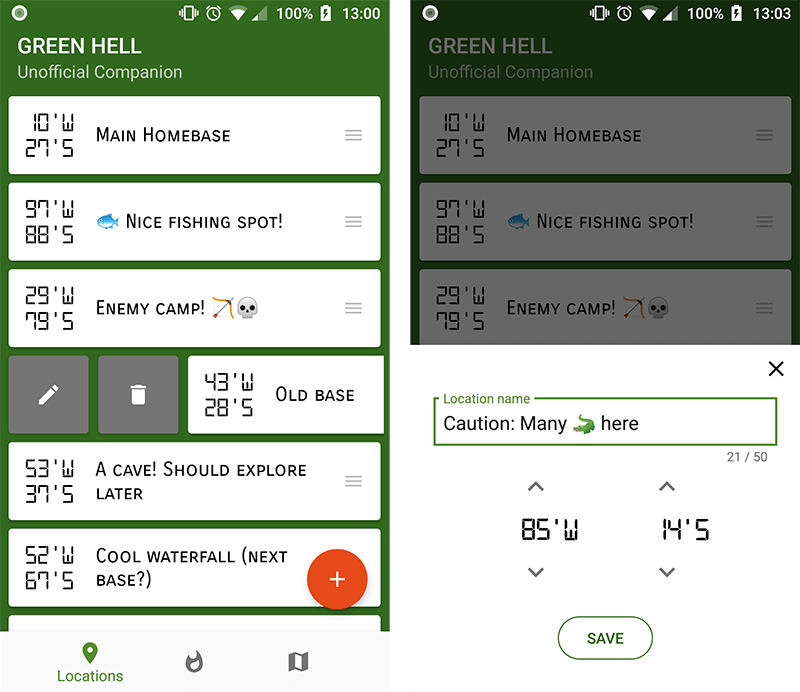 100% 13:00
GREEN HELL
Unofficial Companion
10'W
27'S
MAIN HOMEBASE
97'W
88'S
🐟 NICE FISHING SPOT!
29'W
79'S
ENEMY CAMP! 🏹💀
43'W
28'S
OLD BASE
53'W
37'S
A CAVE! SHOULD EXPLORE
LATER
52'W
67'S
COOL WATERFALL (NEXT
BASE?)
Locations
100% 13:03
GREEN HELL
Unofficial Companion
10'W
27'S
MAIN HOMEBASE
97'W
88'S
🐟 NICE FISHING SPOT!
29'W
79'S
ENEMY CAMP! 🏹💀
Location name
Caution: Many 🐊 here
21 / 50
85'W 14'S
SAVE